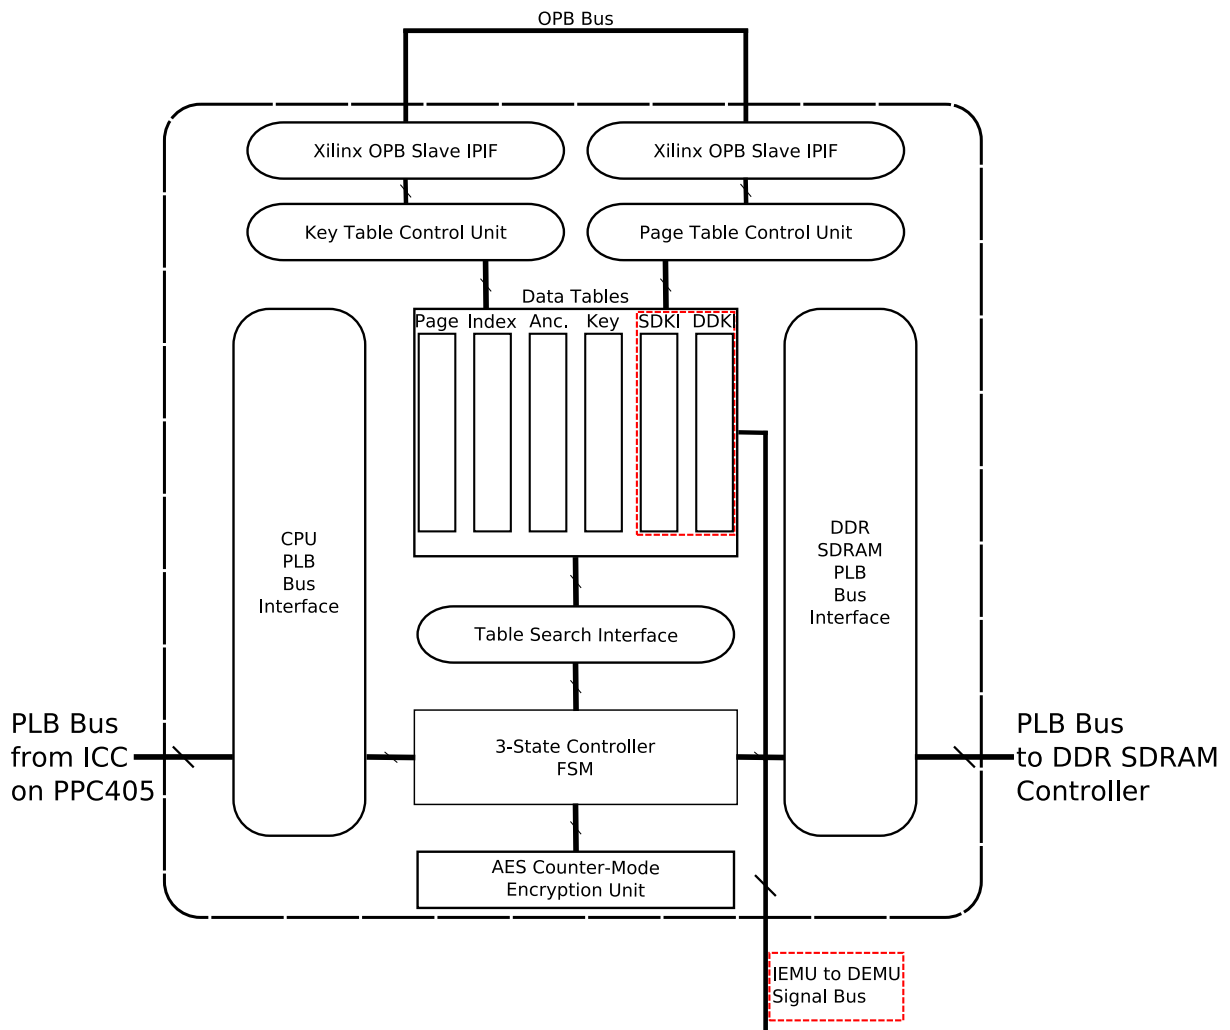 OPB Bus
Xilinx OPB Slave IPIF
Xilinx OPB Slave IPIF
Key Table Control Unit
Page Table Control Unit
Data Tables
Page Index Anc. Key SDKI DDKI
CPU
PLB
Bus
Interface
DDR
SDRAM
PLB
Bus
Interface
Table Search Interface
PLB Bus
from ICC
on PPC405
3-State Controller
FSM
PLB Bus
to DDR SDRAM
Controller
AES Counter-Mode
Encryption Unit
IEMU to DEMU
Signal Bus